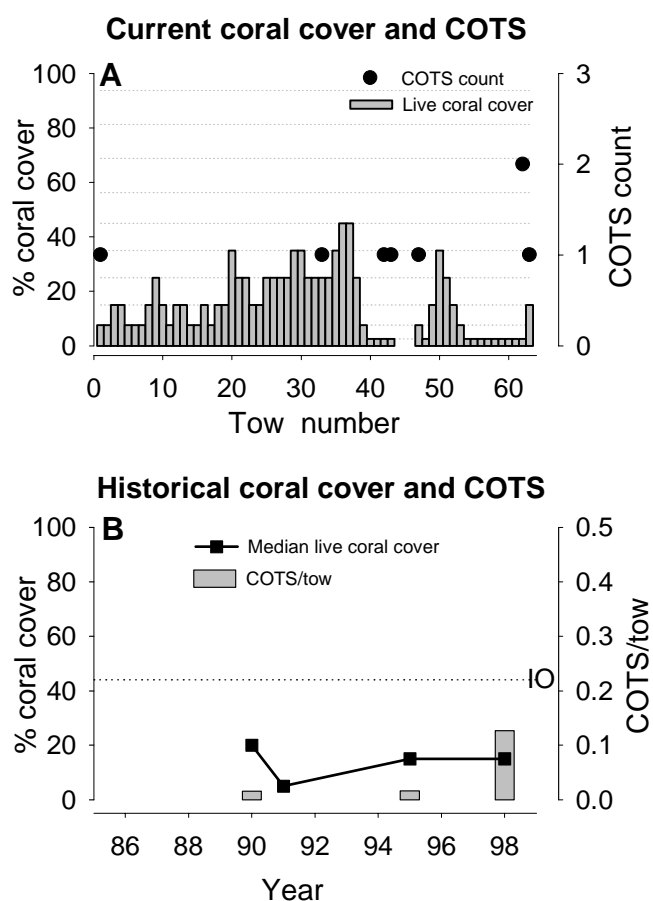 Current coral cover and COTS
A
COTS count
Live coral cover
100
80
60
40
20
0
% coral cover
3
2
1
0
COTS count
0 10 20 30 40 50 60
Tow number
Historical coral cover and COTS
B
Median live coral cover
COTS/tow
100
80
60
40
20
0
% coral cover
IO
0.5
0.4
0.3
0.2
0.1
0.0
COTS/tow
86 88 90 92 94 96 98
Year